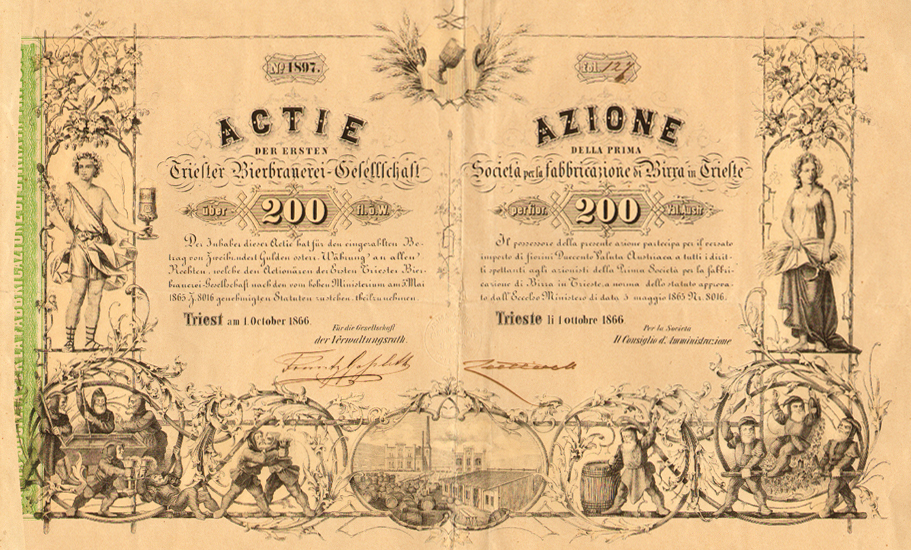 No 1897.
ACTIE
DER ERSTEN
Triester Bierbrauerei-Gesellschaft
über 200 fl. ö. W.
Der Inhaber dieser Actie hat für den eingezahlten Be-
trag von Zweihundert Gulden österr. Währung an allen
Rechten, welche den Actionären der Ersten Triester Bier-
brauerei-Gesellschaft nach den vom hohen Ministerium am 3 Mai
1865 Z. 8016 genehmigten Statuten zustehen, theilzunehmen.
Triest am 1. October 1866.
Für die Gesellschaft
der Verwaltungsrath.
fol. 127
AZIONE
DELLA PRIMA
Società per la fabbricazione di Birra in Trieste
per fior. 200 Val. Austr.
Il possessore della presente azione partecipa per il versato
importo di fiorini Duecento Valuta Austriaca a tutti i dirit-
ti spettanti agli azionisti della Prima Società per la fabbri-
cazione di Birra in Trieste, a norma dello statuto approva-
to dall'Eccelso Ministero di data 3 maggio 1865 Nr. 8016.
Trieste li 1 ottobre 1866
Per la Società
Il Consiglio d'Amministrazione